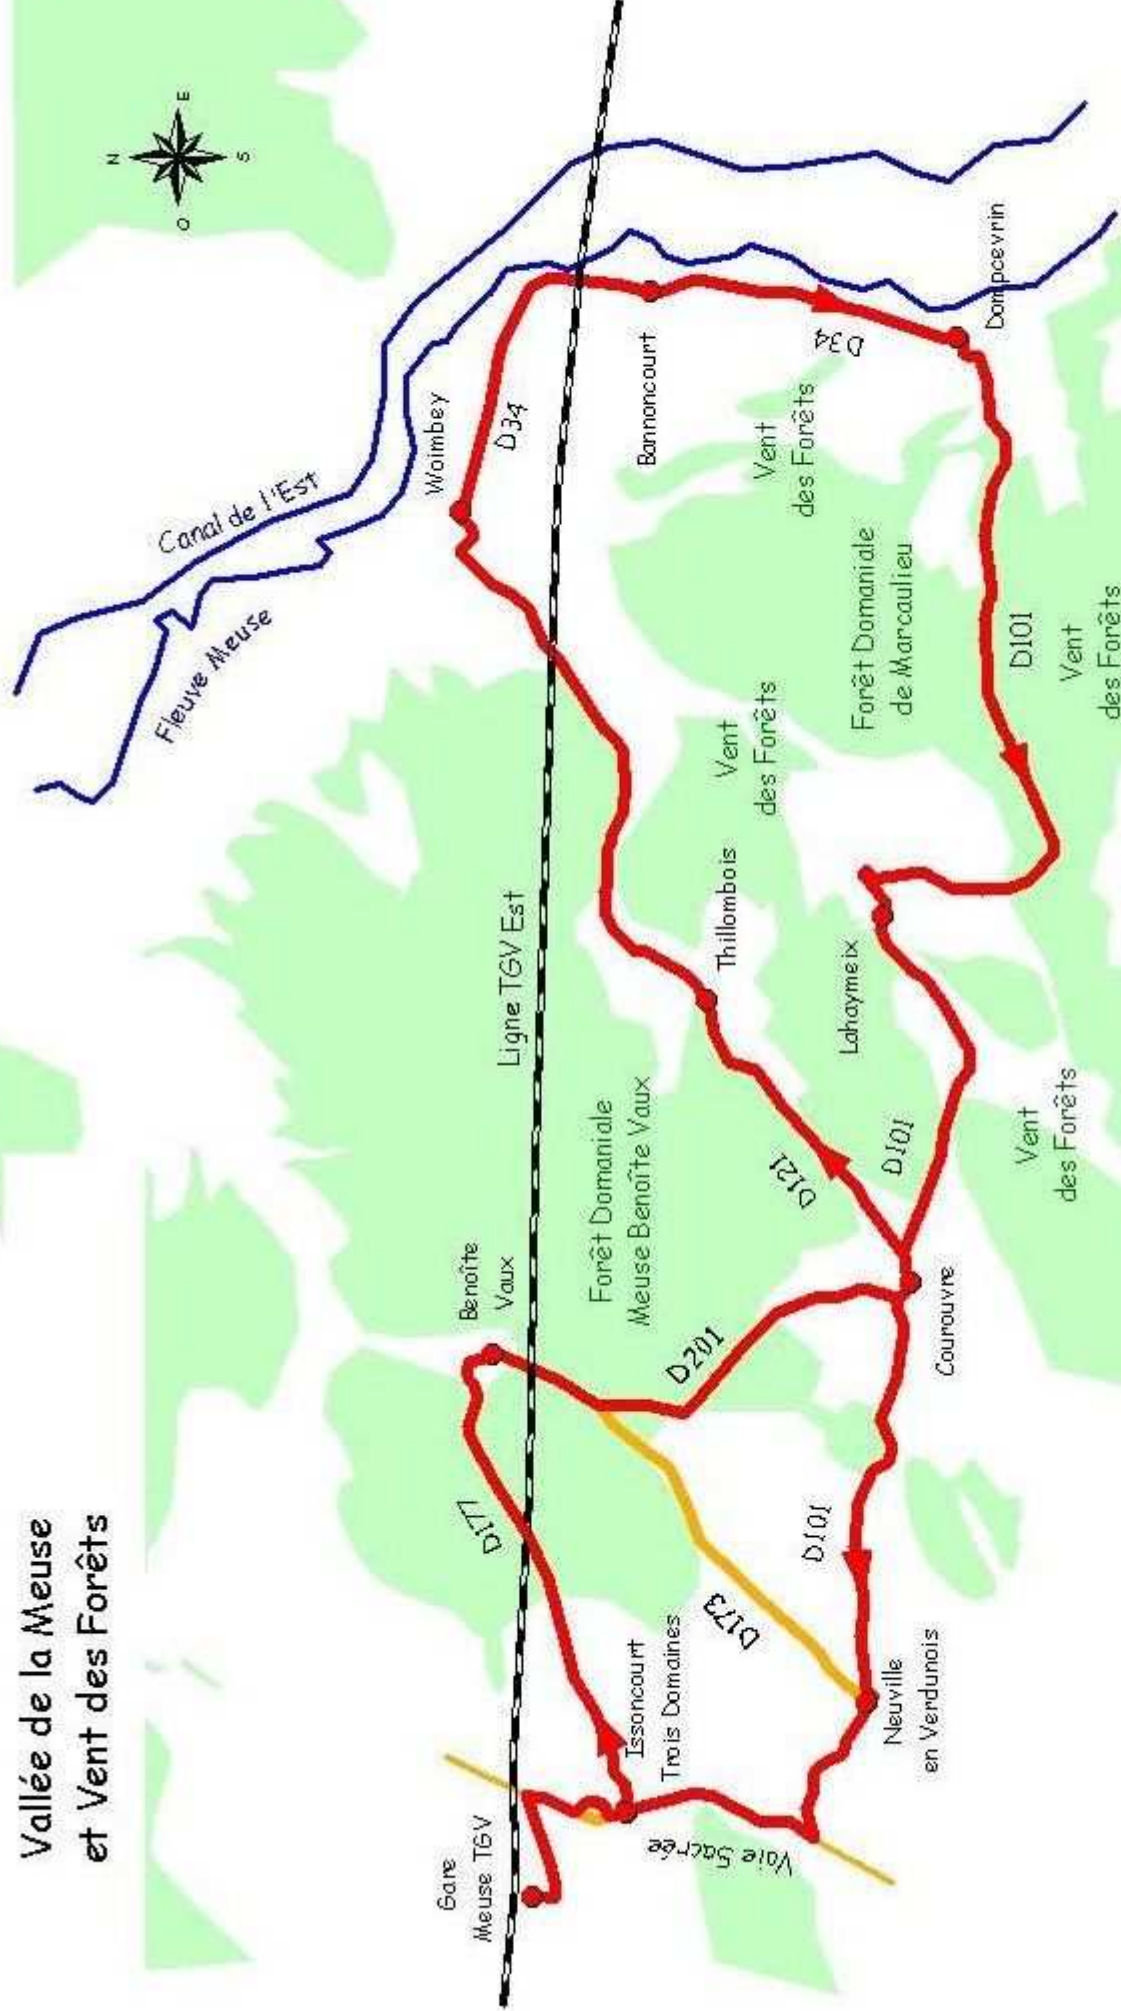 Vallée de la Meuse
et Vent des Forêts
N
E
S
O
Canal de l'Est
Fleuve Meuse
Woimbey
D34
Ligne TGV Est
Benoîte
Vaux
D177
Gare
Meuse TGV
Issoncourt
Trois Domaines
Voie Sacrée
D173
D201
Forêt Domaniale
Meuse Benoîte Vaux
Thillombois
Vent
des Forêts
Bannoncourt
Vent
des Forêts
D34
Dompcevrin
Forêt Domaniale
de Marcaulieu
D121
Lahaymeix
D101
D101
D101
Neuville
en Verdunois
Courouvre
Vent
des Forêts
Vent
des Forêts